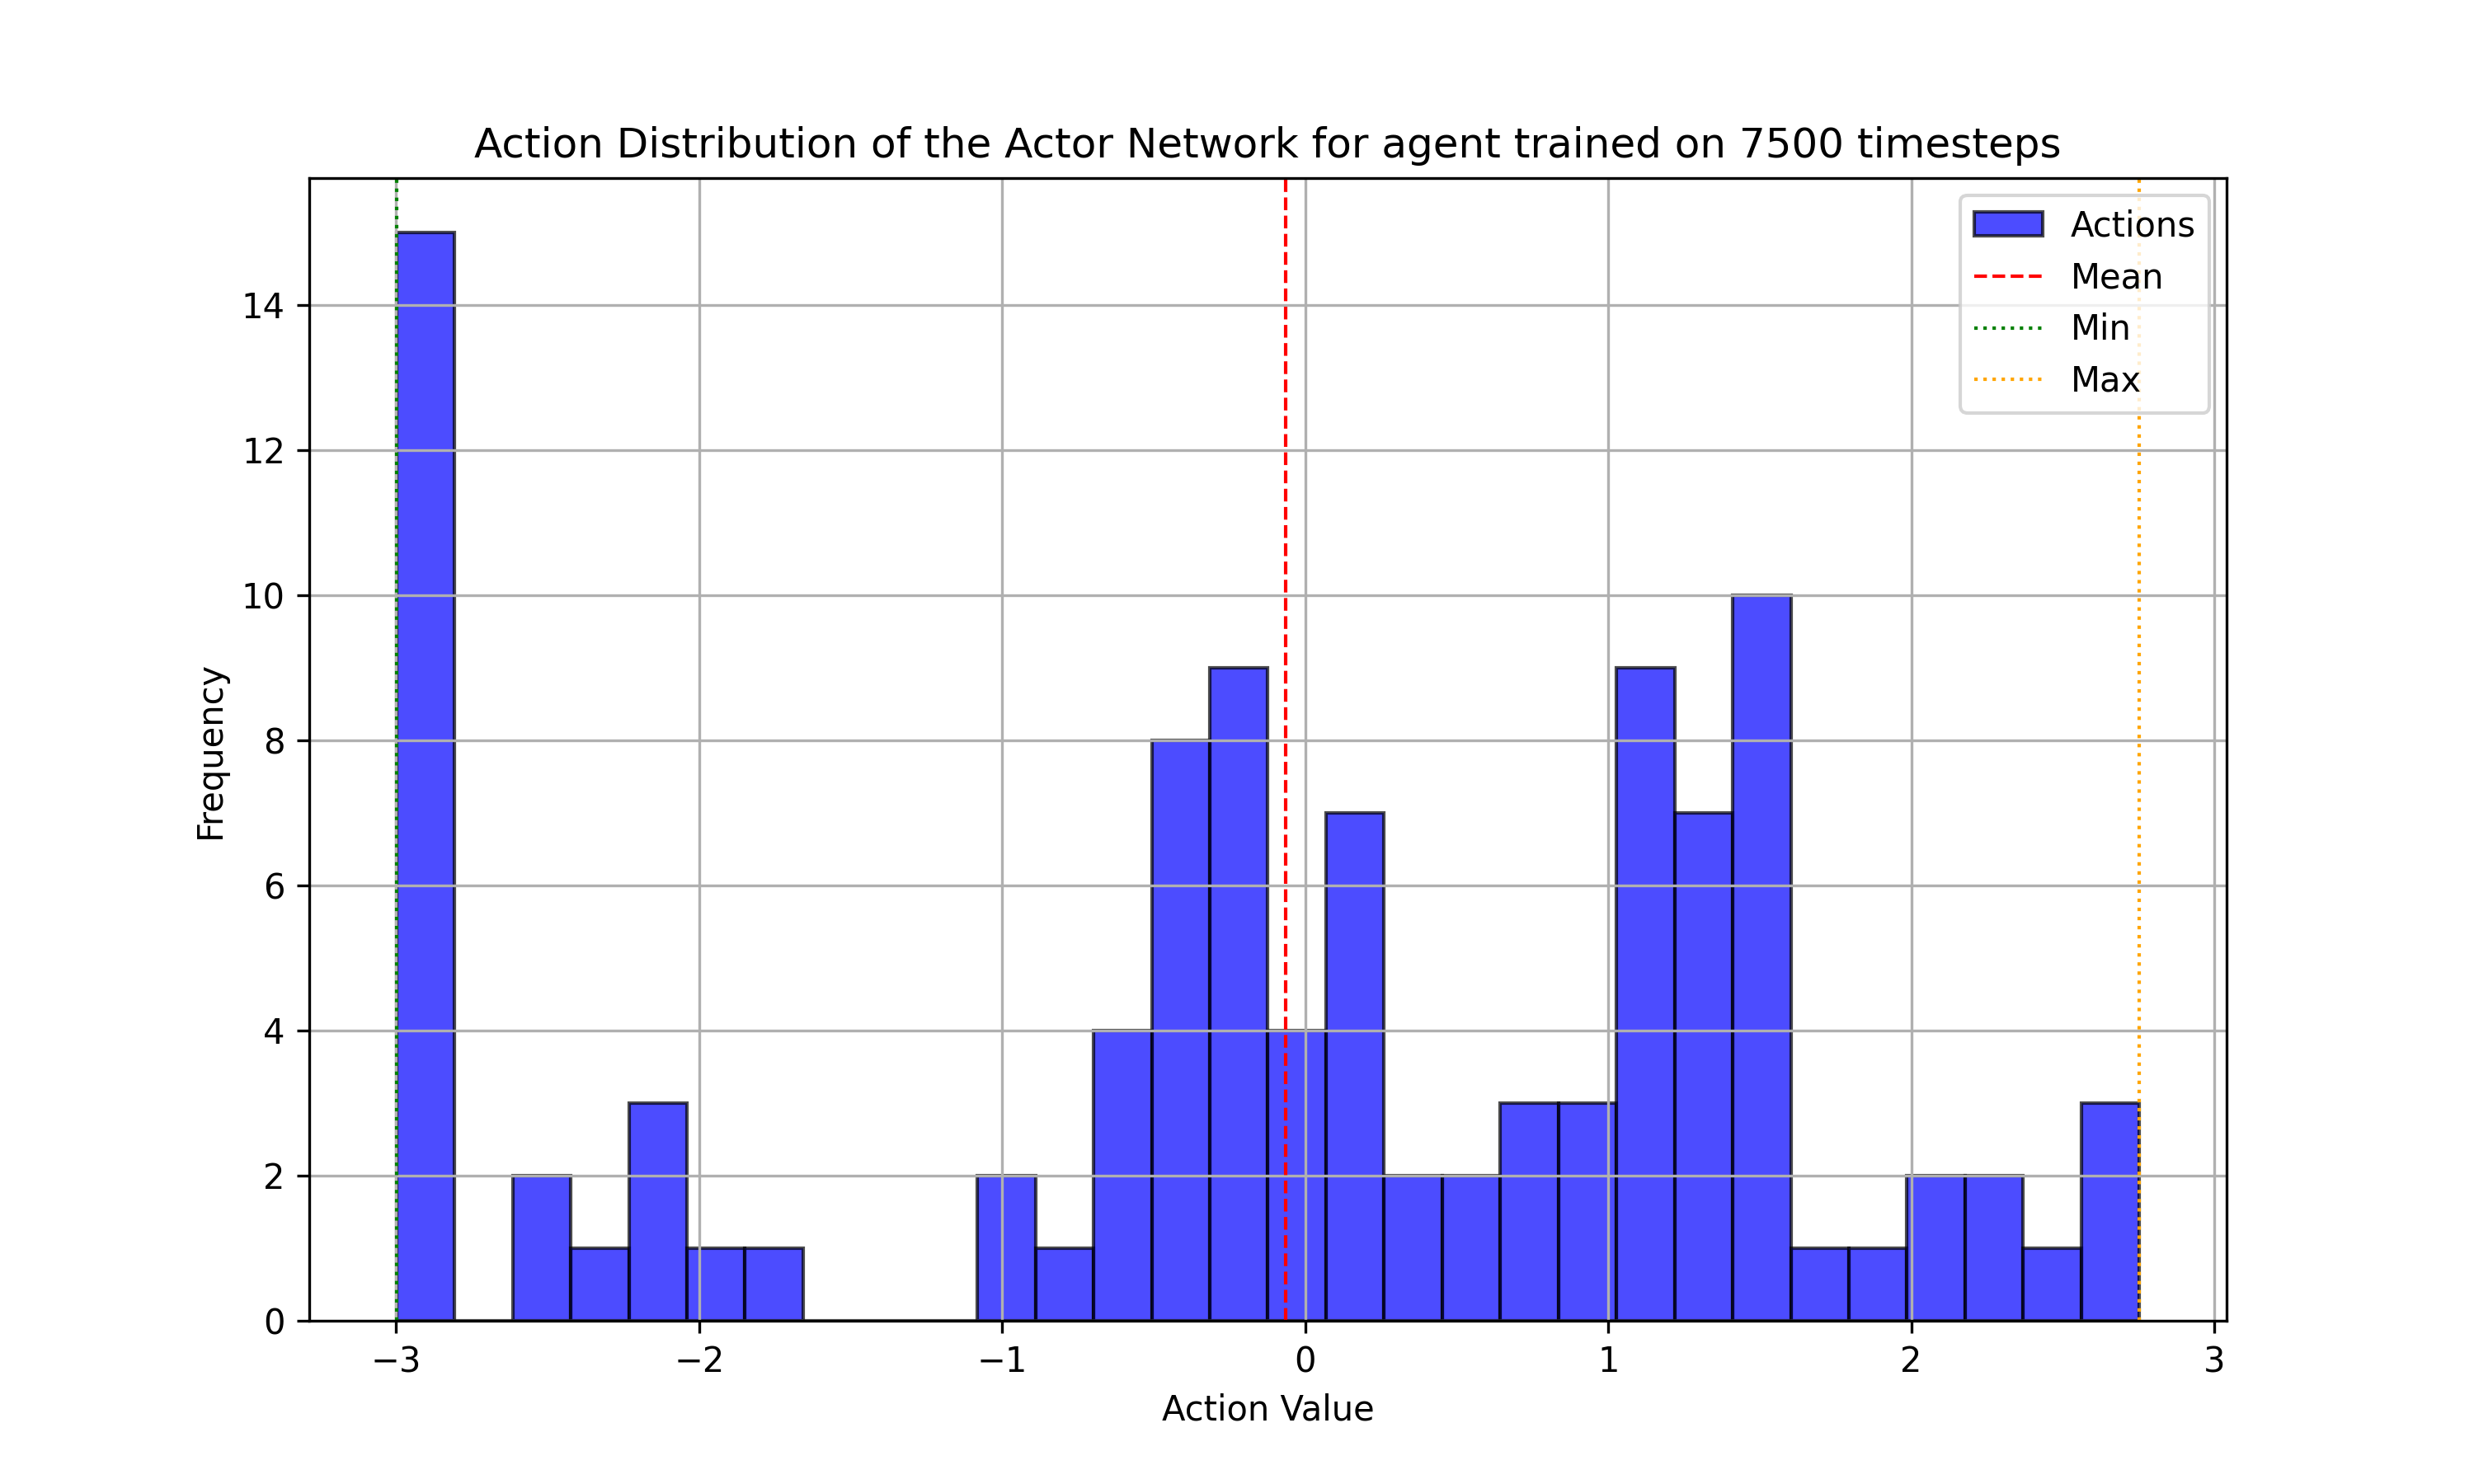 Action Distribution of the Actor Network for agent trained on 7500 timesteps
Actions
Mean
Min
Max
14
12
10
8
6
4
2
0
Frequency
−3 −2 −1 0 1 2 3
Action Value